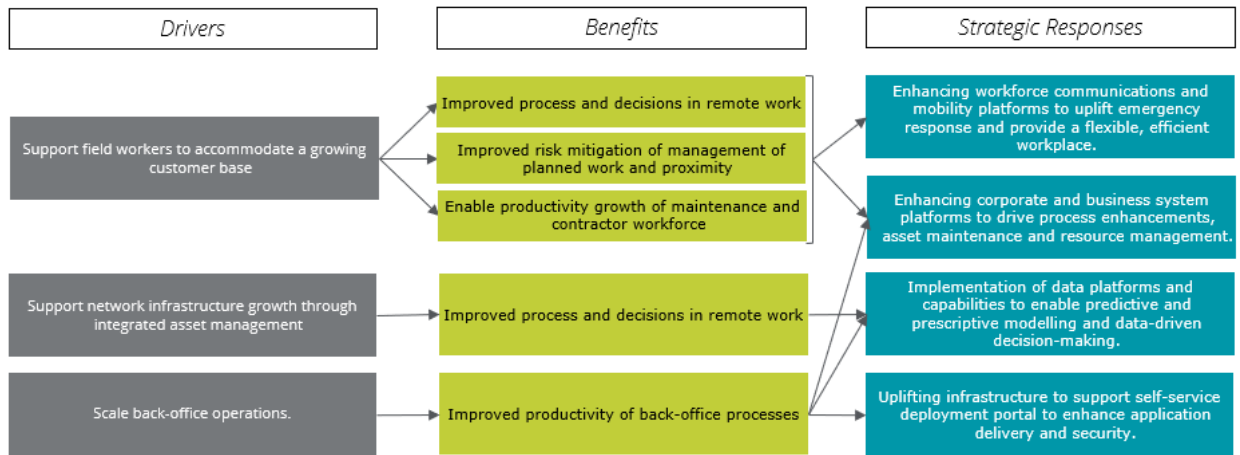 Drivers
Benefits
Strategic Responses
Support field workers to accommodate a growing
customer base
Improved process and decisions in remote work
Improved risk mitigation of management of
planned work and proximity
Enable productivity growth of maintenance and
contractor workforce
Enhancing workforce communications and
mobility platforms to uplift emergency
response and provide a flexible, efficient
workplace.
Enhancing corporate and business system
platforms to drive process enhancements,
asset maintenance and resource management.
Support network infrastructure growth through
integrated asset management
Improved process and decisions in remote work
Implementation of data platforms and
capabilities to enable predictive and
prescriptive modelling and data-driven
decision-making.
Scale back-office operations.
Improved productivity of back-office processes
Uplifting infrastructure to support self-service
deployment portal to enhance application
delivery and security.